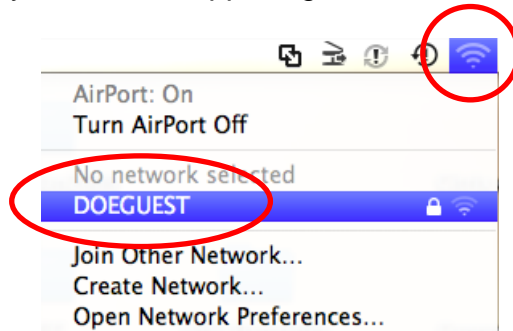 AirPort: On
Turn AirPort Off
No network selected
DOEGUEST
Join Other Network...
Create Network...
Open Network Preferences...